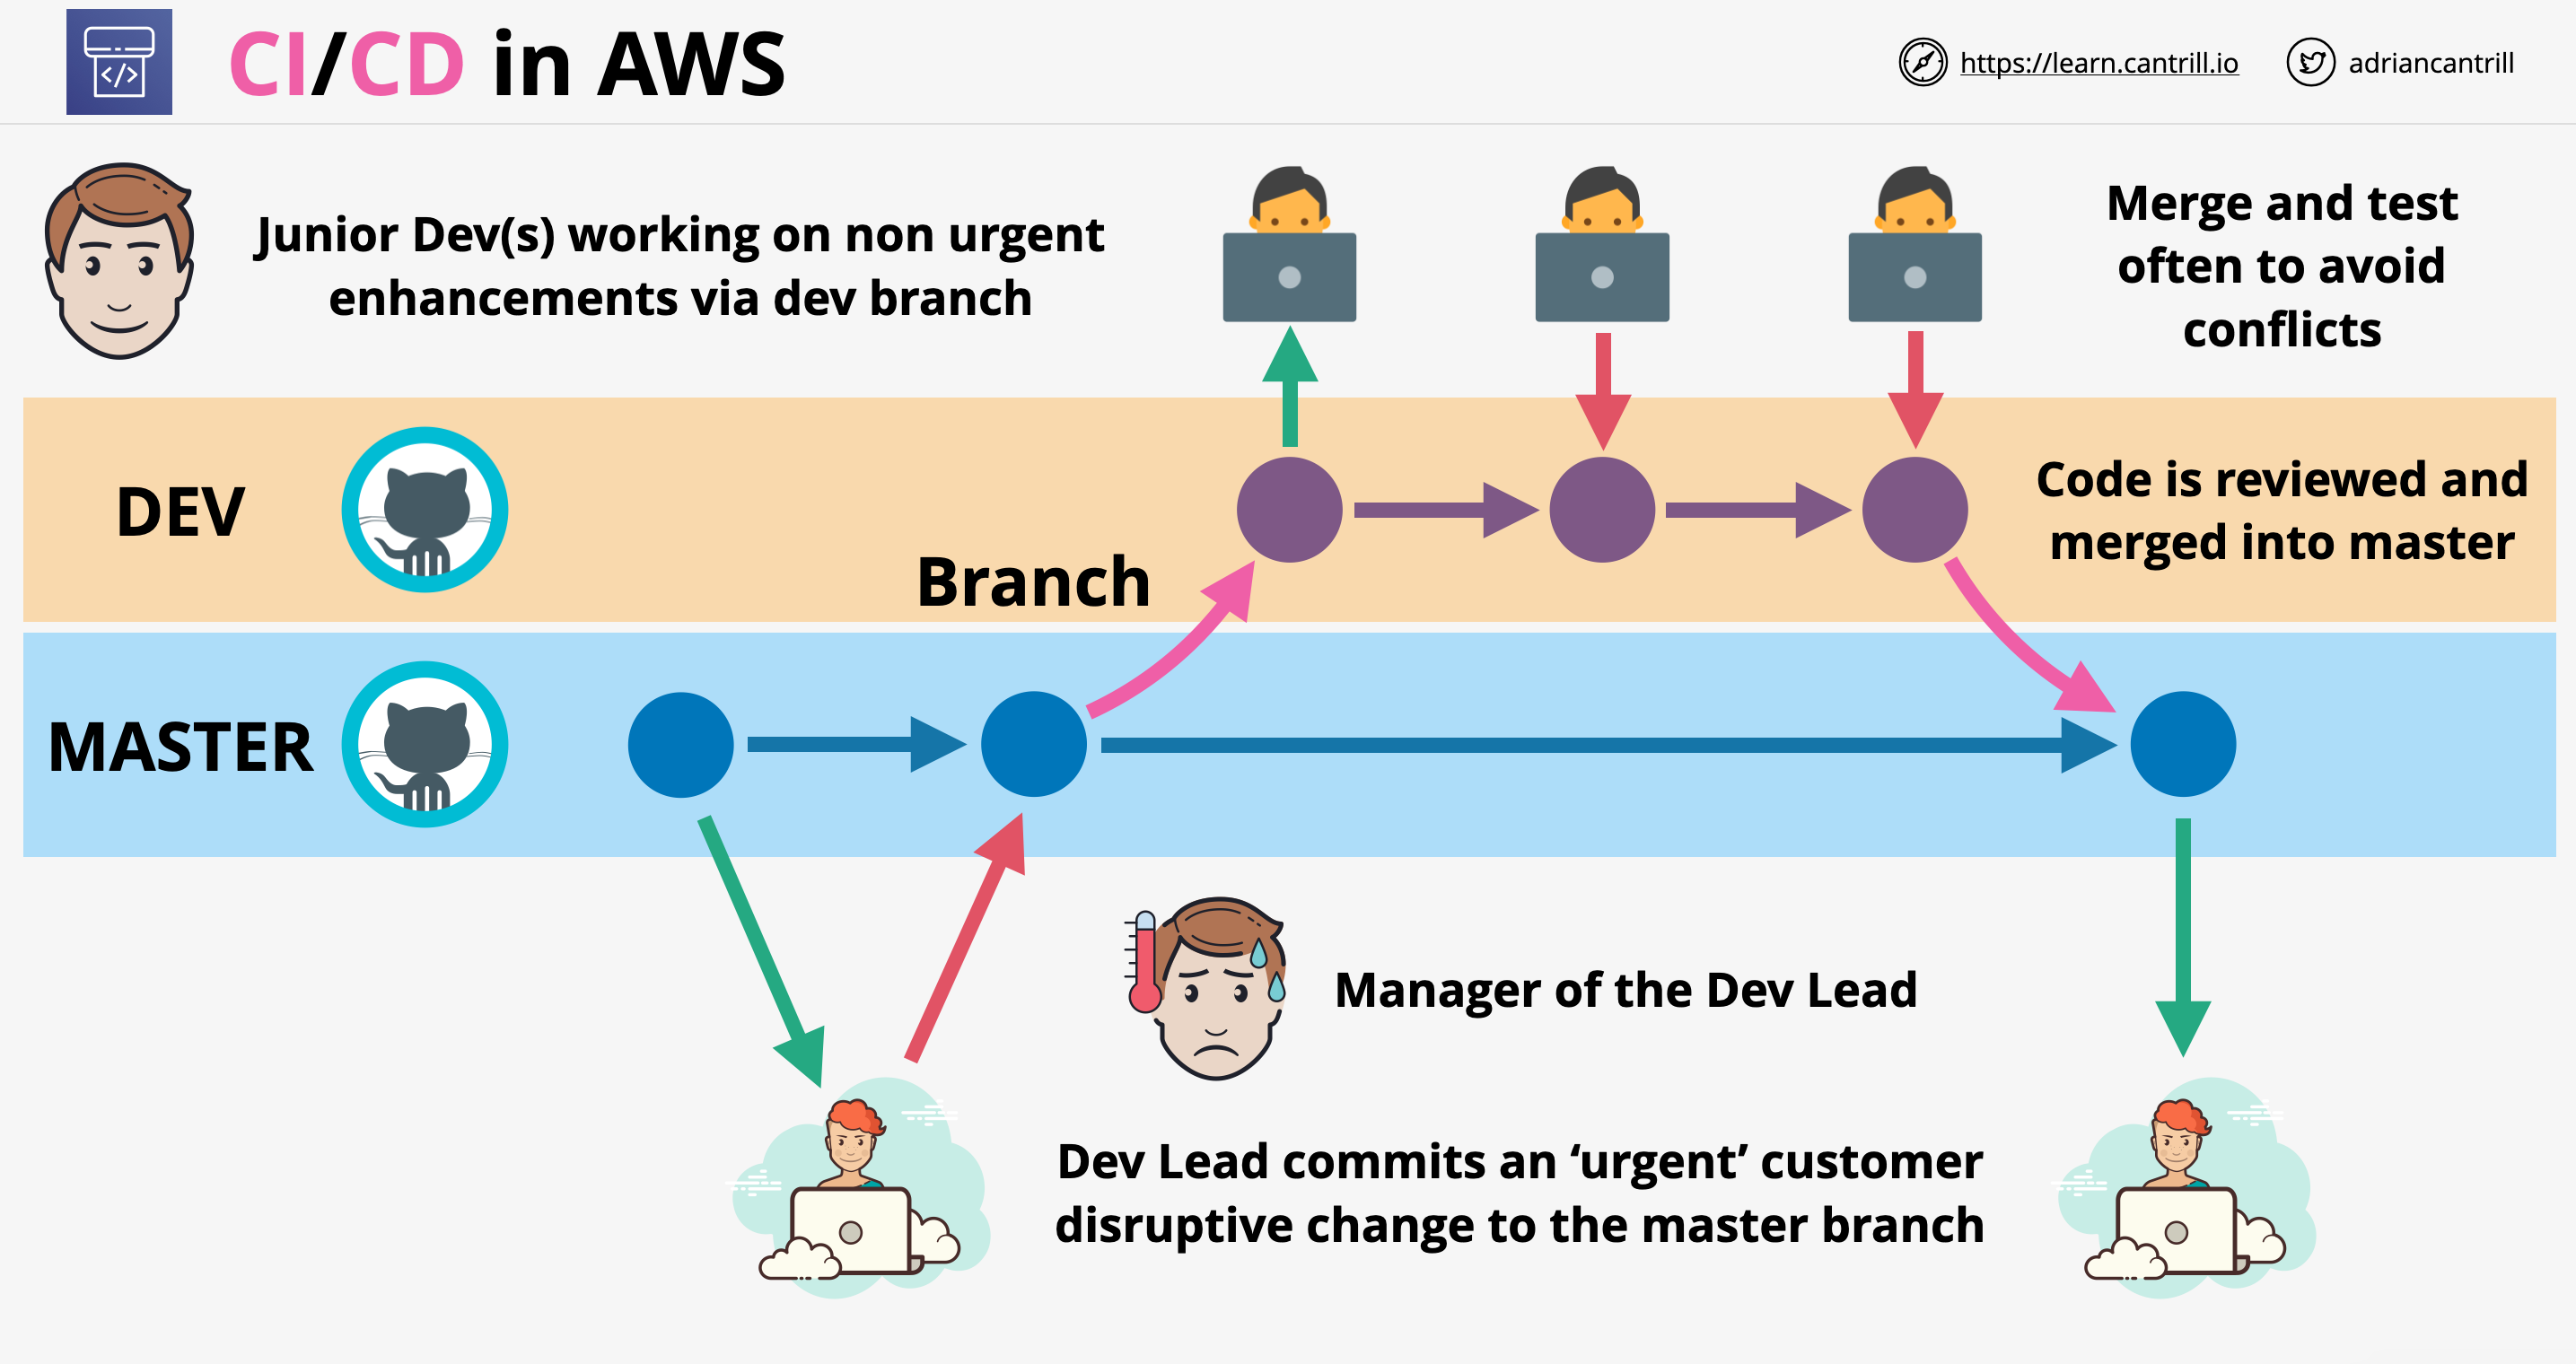 CI/CD in AWS
https://learn.cantrill.io
adriancantrill
Junior Dev(s) working on non urgent
enhancements via dev branch
Merge and test
often to avoid
conflicts
DEV
Branch
Code is reviewed and
merged into master
MASTER
Manager of the Dev Lead
Dev Lead commits an ‘urgent’ customer
disruptive change to the master branch